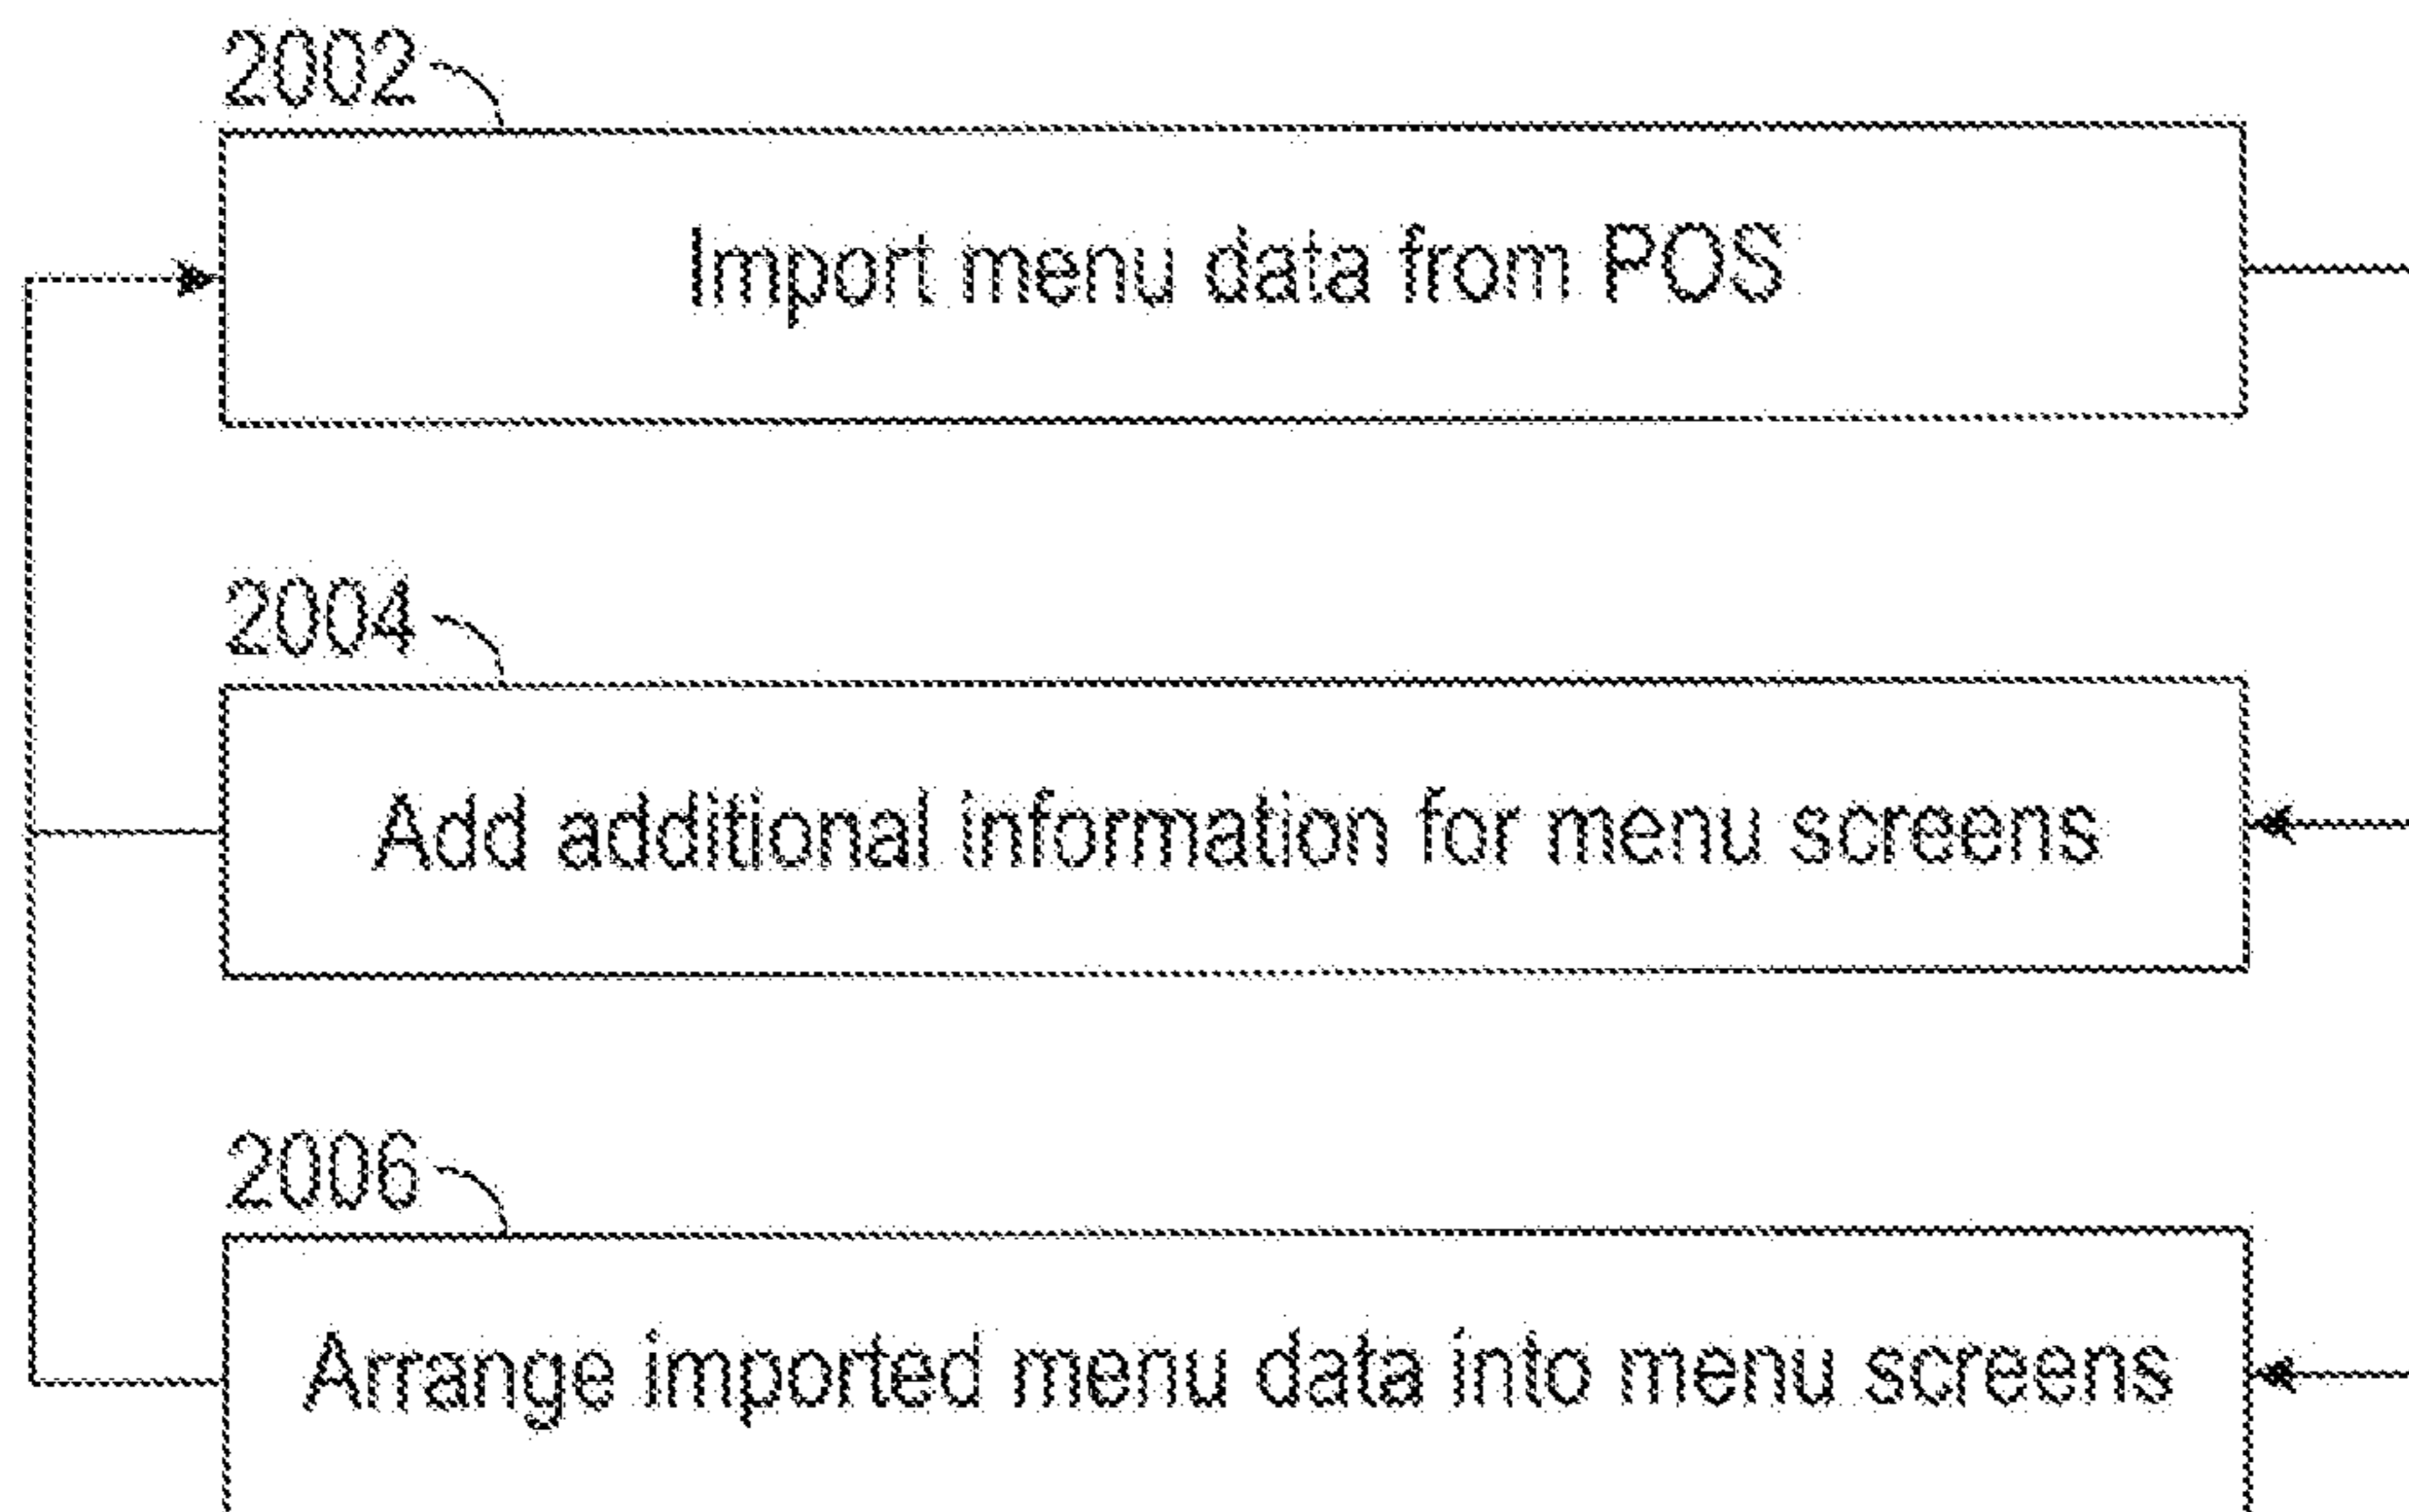 2002
Import menu data from POS
2004
Add additional information for menu screens
2006
Arrange imported menu data into menu screens